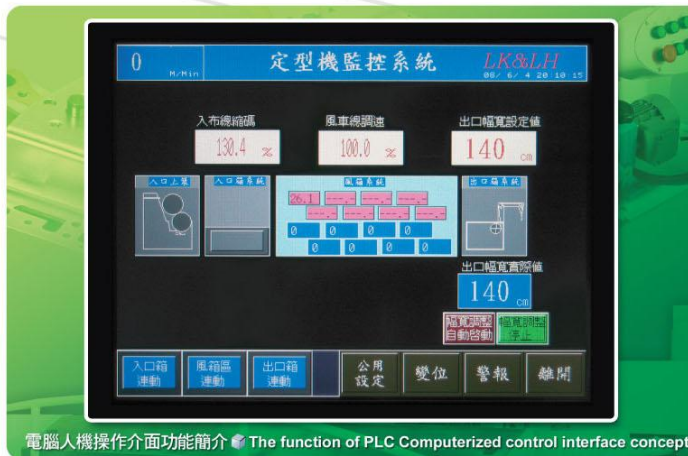 0 M/Min
定型機監控系統
LK&LH
08/ 6/ 4 20:10:15
入布總縮碼 風車總調速 出口幅寬設定值
130.4 % 100.0 % 140 cm
入口上漿 入口箱系統 風箱系統 出口箱系統
26.1 ---.- ---.- ---.-
---.- ---.- ---.- ---.-
0 0 0 0
0 0 0 0
出口幅寬實際值
140 cm
幅寬調整 幅寬調整
自動啓動 停止
入口箱 風箱區 出口箱 公用
連動 連動 連動 設定 變位 警報 離開
電腦人機操作介面功能簡介 The function of PLC Computerized control interface concept